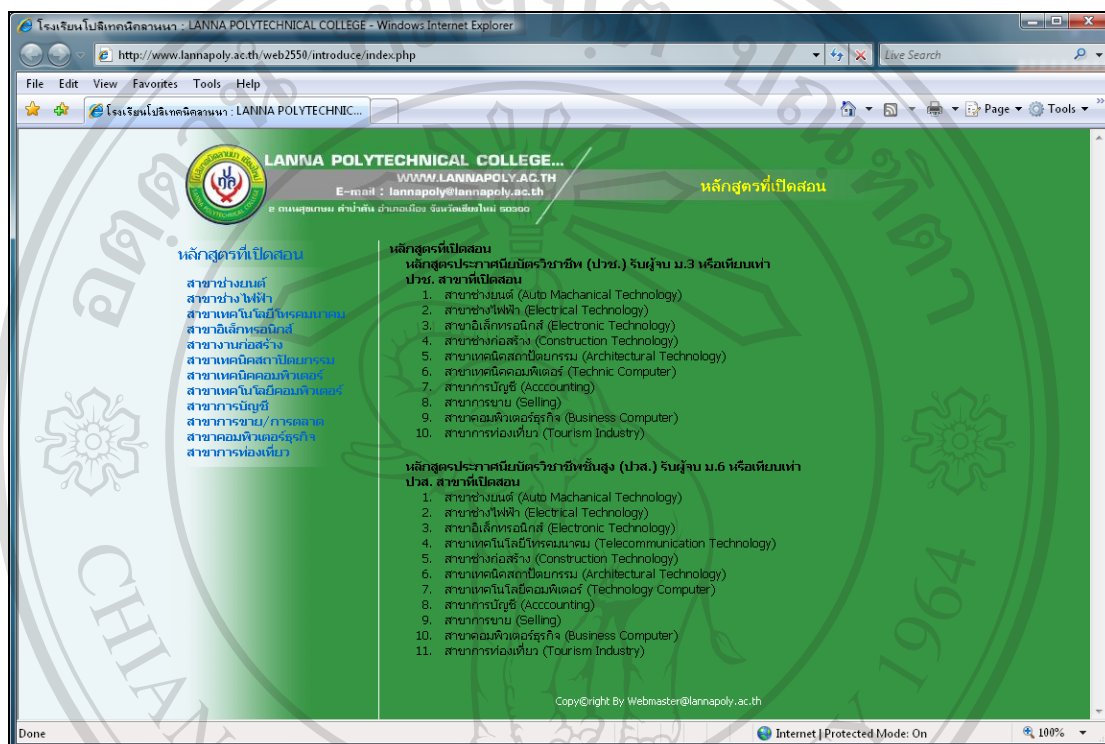 โรงเรียนโปลิเทคนิคลานนา : LANNA POLYTECHNICAL COLLEGE - Windows Internet Explorer
http://www.lannapoly.ac.th/web2550/introduce/index.php
Live Search
File Edit View Favorites Tools Help
โรงเรียนโปลิเทคนิคลานนา : LANNA POLYTECHNIC...
Page Tools
LANNA POLYTECHNICAL COLLEGE...
WWW.LANNAPOLY.AC.TH
E-mail : lannapoly@lannapoly.ac.th
2 ถนนสุขเกษม ตำบลป่าตัน อำเภอเมือง จังหวัดเชียงใหม่ 50300
หลักสูตรที่เปิดสอน
หลักสูตรที่เปิดสอน
สาขาช่างยนต์
สาขาช่างไฟฟ้า
สาขาเทคโนโลยีโทรคมนาคม
สาขาอิเล็กทรอนิกส์
สาขางานก่อสร้าง
สาขาเทคนิคสถาปัตยกรรม
สาขาเทคนิคคอมพิวเตอร์
สาขาเทคโนโลยีคอมพิวเตอร์
สาขาการบัญชี
สาขาการขาย/การตลาด
สาขาคอมพิวเตอร์ธุรกิจ
สาขาการท่องเที่ยว
หลักสูตรที่เปิดสอน
หลักสูตรประกาศนียบัตรวิชาชีพ (ปวช.) รับผู้จบ ม.3 หรือเทียบเท่า
ปวช. สาขาที่เปิดสอน
1. สาขาช่างยนต์ (Auto Machanical Technology)
2. สาขาช่างไฟฟ้า (Electrical Technology)
3. สาขาอิเล็กทรอนิกส์ (Electronic Technology)
4. สาขาช่างก่อสร้าง (Construction Technology)
5. สาขาเทคนิคสถาปัตยกรรม (Architectural Technology)
6. สาขาเทคนิคคอมพิเตอร์ (Technic Computer)
7. สาขาการบัญชี (Acccounting)
8. สาขาการขาย (Selling)
9. สาขาคอมพิวเตอร์ธุรกิจ (Business Computer)
10. สาขาการท่องเที่ยว (Tourism Industry)
หลักสูตรประกาศนียบัตรวิชาชีพชั้นสูง (ปวส.) รับผู้จบ ม.6 หรือเทียบเท่า
ปวส. สาขาที่เปิดสอน
1. สาขาช่างยนต์ (Auto Machanical Technology)
2. สาขาช่างไฟฟ้า (Electrical Technology)
3. สาขาอิเล็กทรอนิกส์ (Electronic Technology)
4. สาขาเทคโนโลยีโทรคมนาคม (Telecommunication Technology)
5. สาขาช่างก่อสร้าง (Construction Technology)
6. สาขาเทคนิคสถาปัตยกรรม (Architectural Technology)
7. สาขาเทคโนโลยีคอมพิเตอร์ (Technology Computer)
8. สาขาการบัญชี (Acccounting)
9. สาขาการขาย (Selling)
10. สาขาคอมพิวเตอร์ธุรกิจ (Business Computer)
11. สาขาการท่องเที่ยว (Tourism Industry)
Copy©right By Webmaster@lannapoly.ac.th
Done
Internet | Protected Mode: On
100%